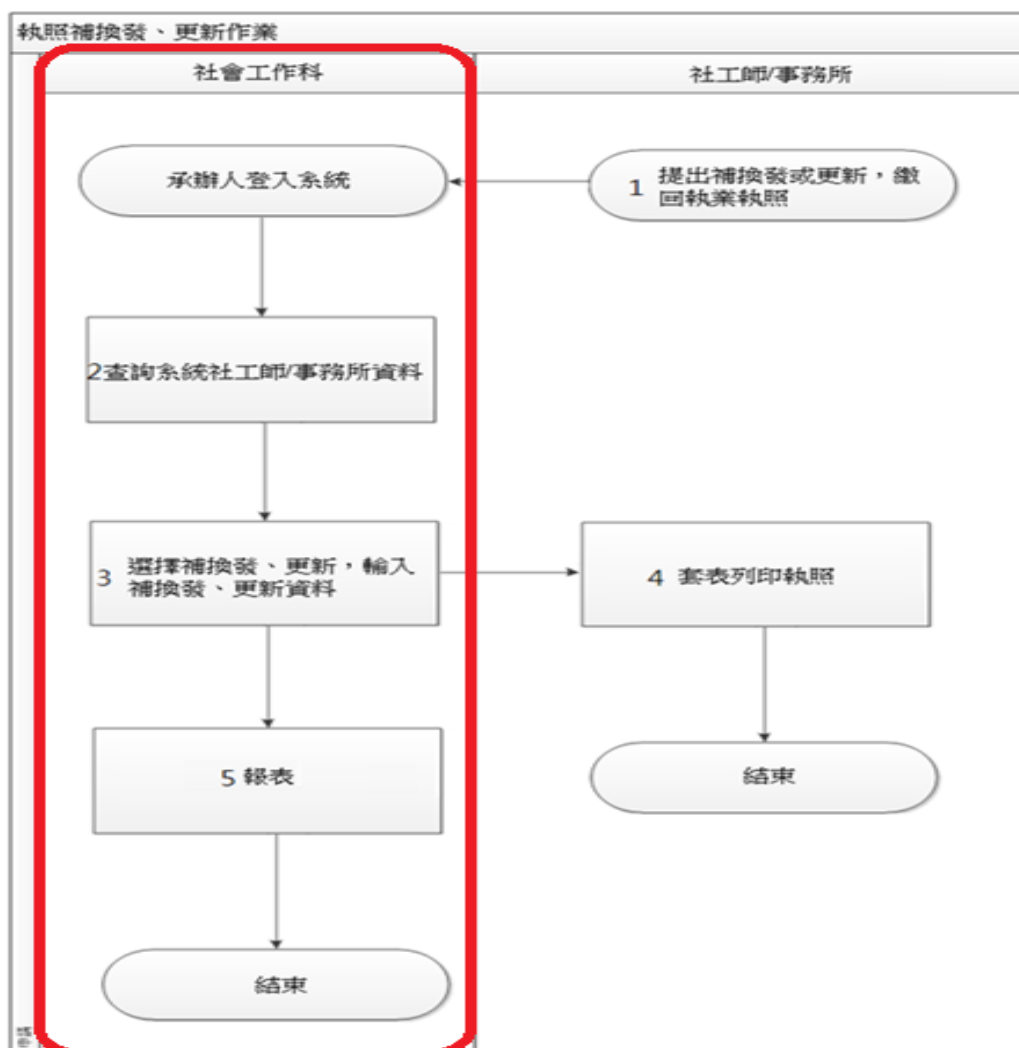 執照補換發、更新作業
社會工作科
社工師/事務所
承辦人登入系統
1 提出補換發或更新，繳
回執業執照
2查詢系統社工師/事務所資料
3 選擇補換發、更新，輸入
補換發、更新資料
4 套表列印執照
5 報表
結束
結束